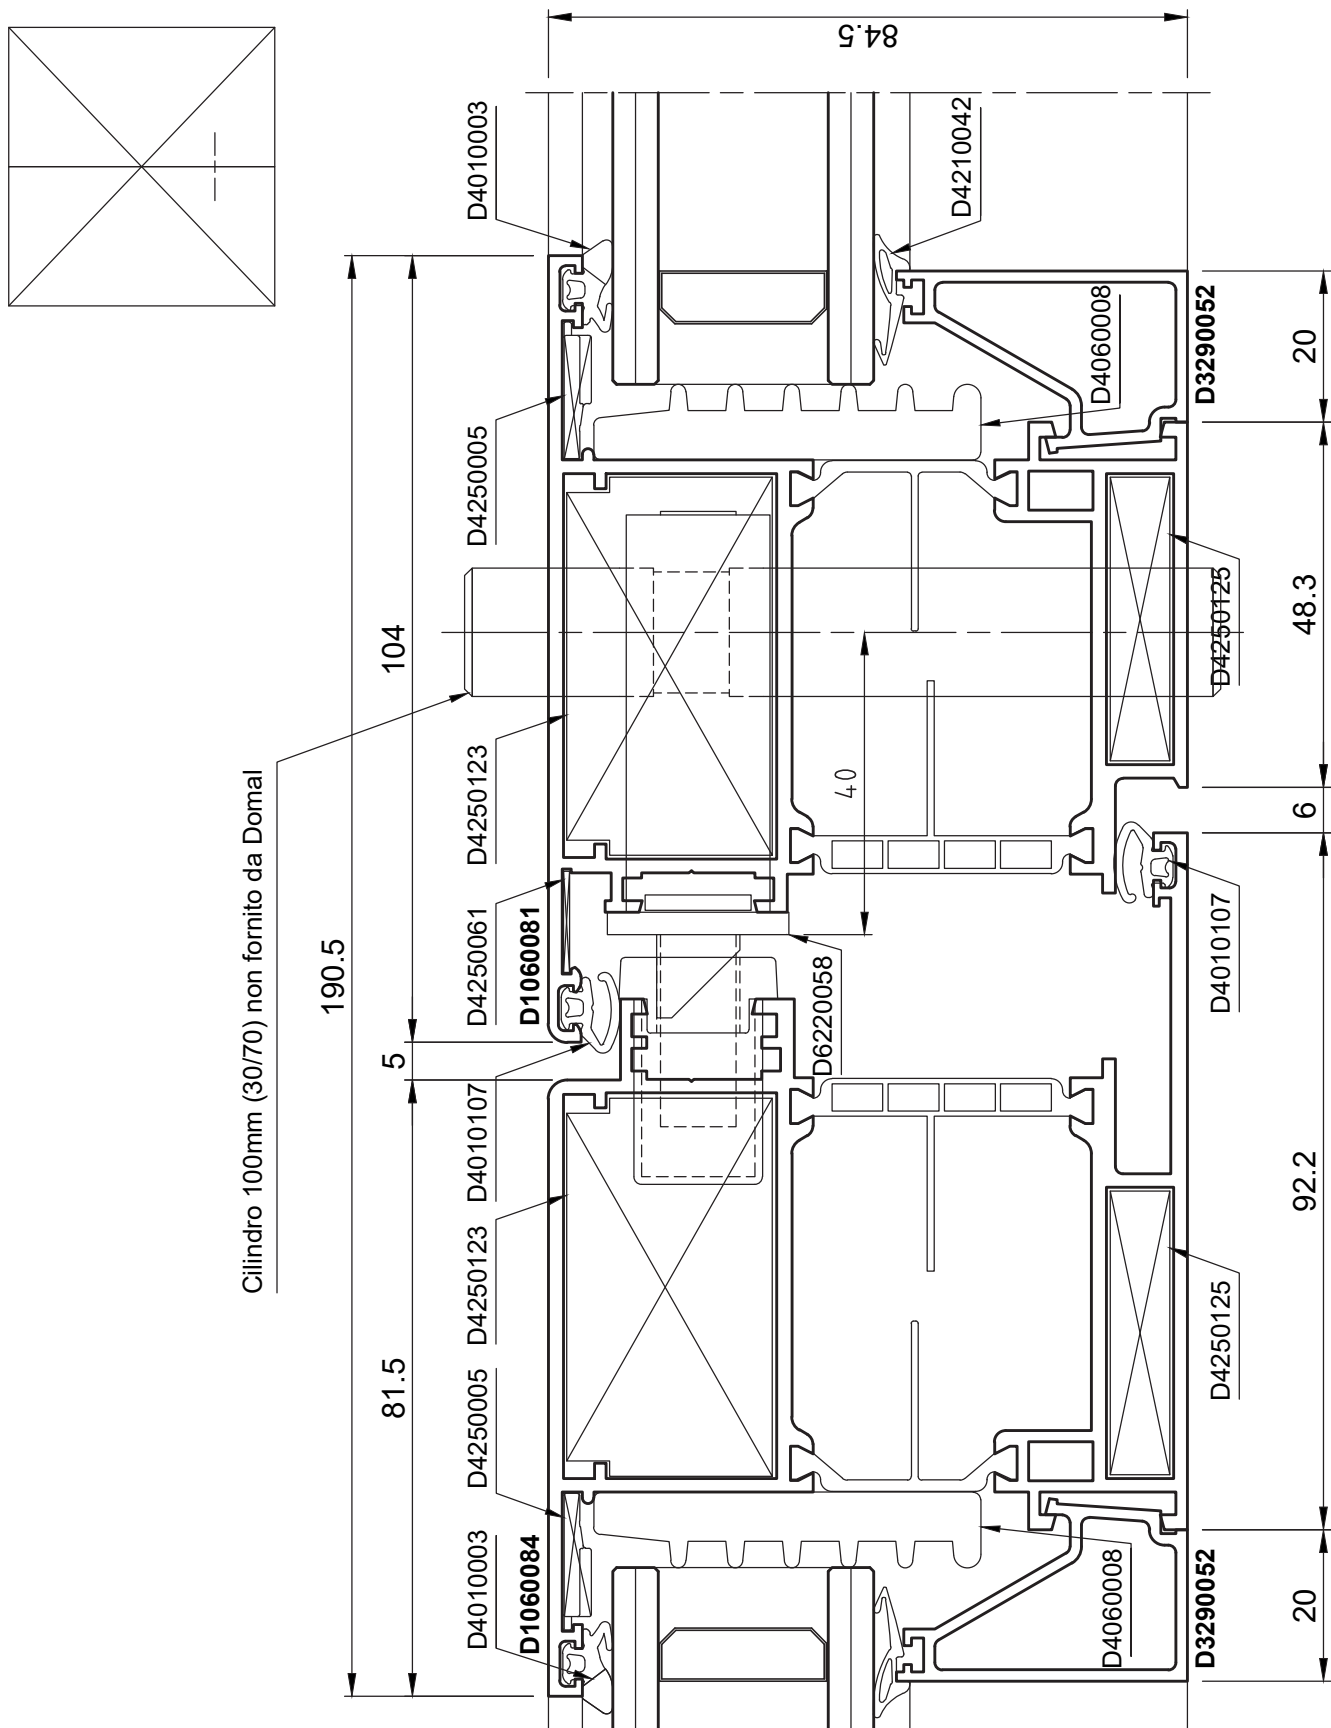 84.5
D4010003
D4210042
D4250005
D4060008
D3290052
20
104
D4250123
D4250125
48.3
40
6
Cilindro 100mm (30/70) non fornito da Domal
190.5
D4250061
D1060081
D6220058
D4010107
5
D4010107
D4250123
92.2
81.5
D4250005
D4250125
D4010003
D1060084
D4060008
D3290052
20